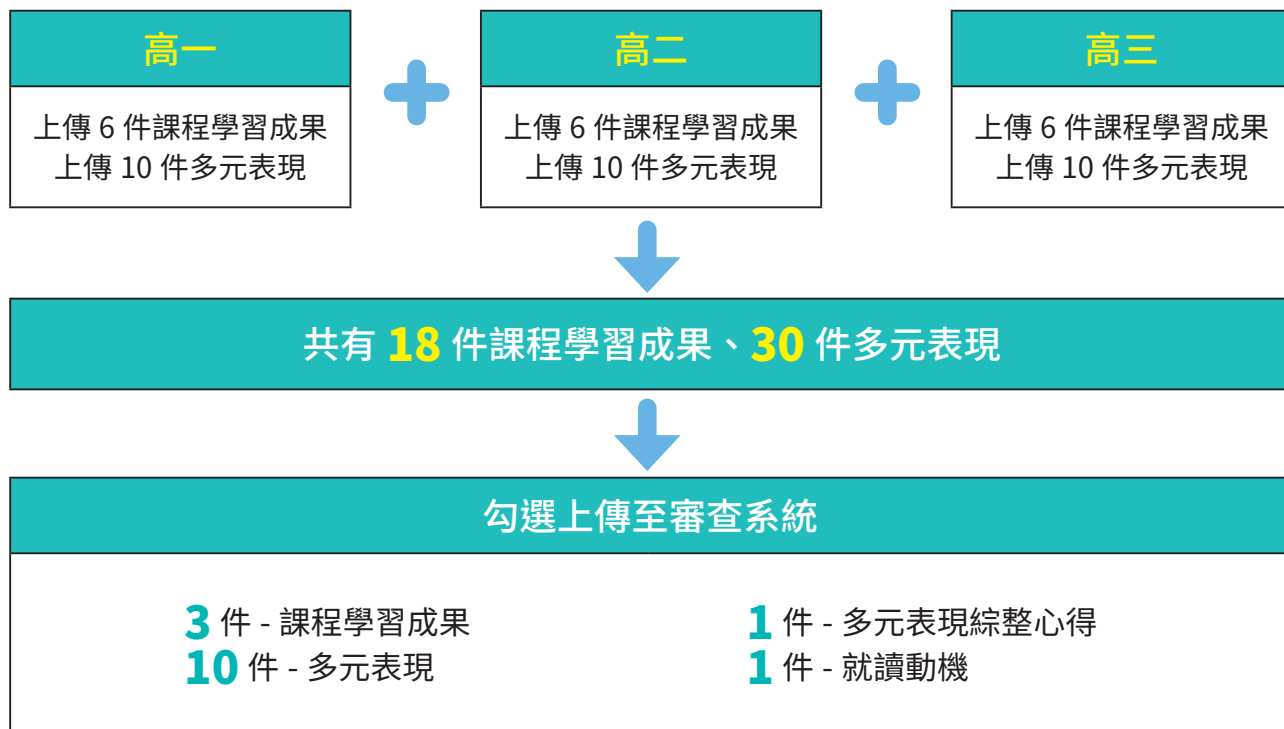 高一
上傳 6 件課程學習成果
上傳 10 件多元表現
高二
上傳 6 件課程學習成果
上傳 10 件多元表現
高三
上傳 6 件課程學習成果
上傳 10 件多元表現
共有 18 件課程學習成果、30 件多元表現
勾選上傳至審查系統
3 件 - 課程學習成果
10 件 - 多元表現
1 件 - 多元表現綜整心得
1 件 - 就讀動機